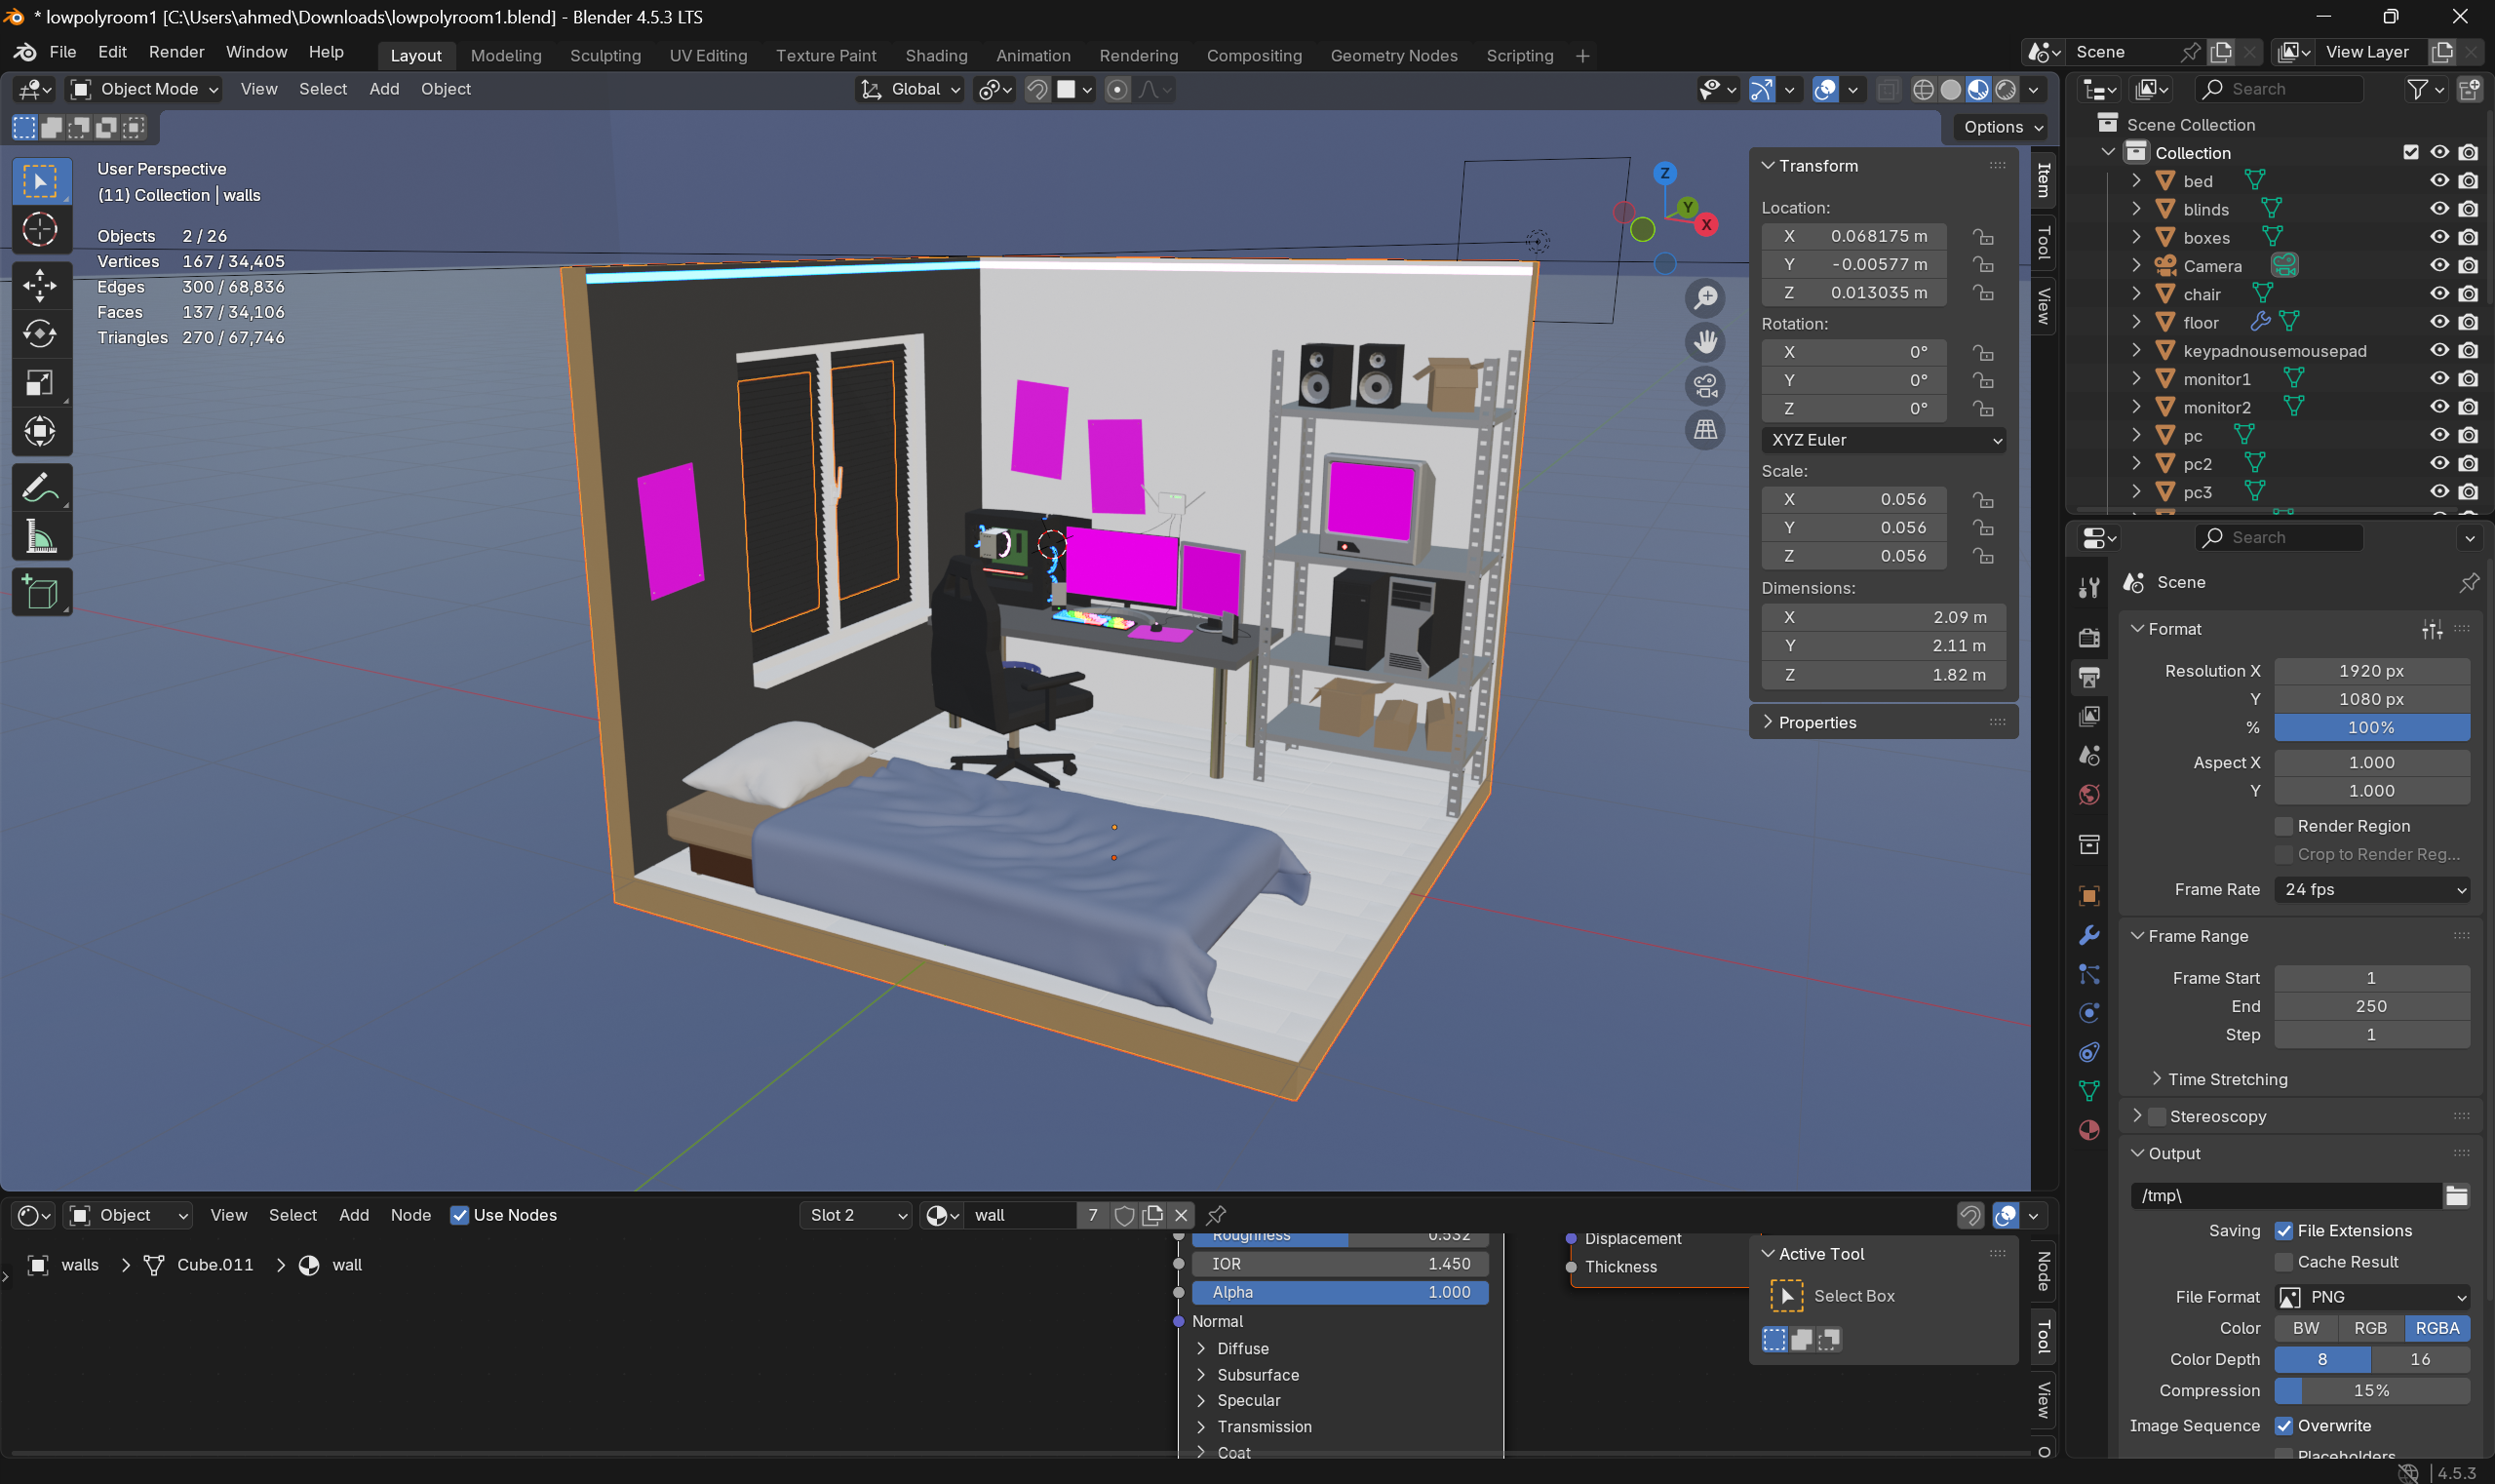 * lowpolyroom1 [C:\Users\ahmed\Downloads\lowpolyroom1.blend] - Blender 4.5.3 LTS
File Edit Render Window Help Layout Modeling Sculpting UV Editing Texture Paint Shading Animation Rendering Compositing Geometry Nodes Scripting Scene View Layer
Object Mode View Select Add Object Global
Options
User Perspective
(11) Collection | walls
Objects 2 / 26
Vertices 167 / 34,405
Edges 300 / 68,836
Faces 137 / 34,106
Triangles 270 / 67,746
Z
Y
X
Transform
Location:
X 0.068175 m
Y -0.00577 m
Z 0.013035 m
Rotation:
X 0°
Y 0°
Z 0°
XYZ Euler
Scale:
X 0.056
Y 0.056
Z 0.056
Dimensions:
X 2.09 m
Y 2.11 m
Z 1.82 m
Properties
Item
Tool
View
Search
Scene Collection
Collection
bed
blinds
boxes
Camera
chair
floor
keypadnousemousepad
monitor1
monitor2
pc
pc2
pc3
Search
Scene
Format
Resolution X 1920 px
Y 1080 px
% 100%
Aspect X 1.000
Y 1.000
Render Region
Crop to Render Reg...
Frame Rate 24 fps
Frame Range
Frame Start 1
End 250
Step 1
Time Stretching
Stereoscopy
Output
/tmp\
Saving File Extensions
Cache Result
File Format PNG
Color BW RGB RGBA
Color Depth 8 16
Compression 15%
Image Sequence Overwrite
Placeholders
Object View Select Add Node Use Nodes Slot 2 wall 7
walls Cube.011 wall
Roughness 0.532
IOR 1.450
Alpha 1.000
Normal
Diffuse
Subsurface
Specular
Transmission
Coat
Displacement
Thickness
Active Tool
Select Box
Node
Tool
View
4.5.3